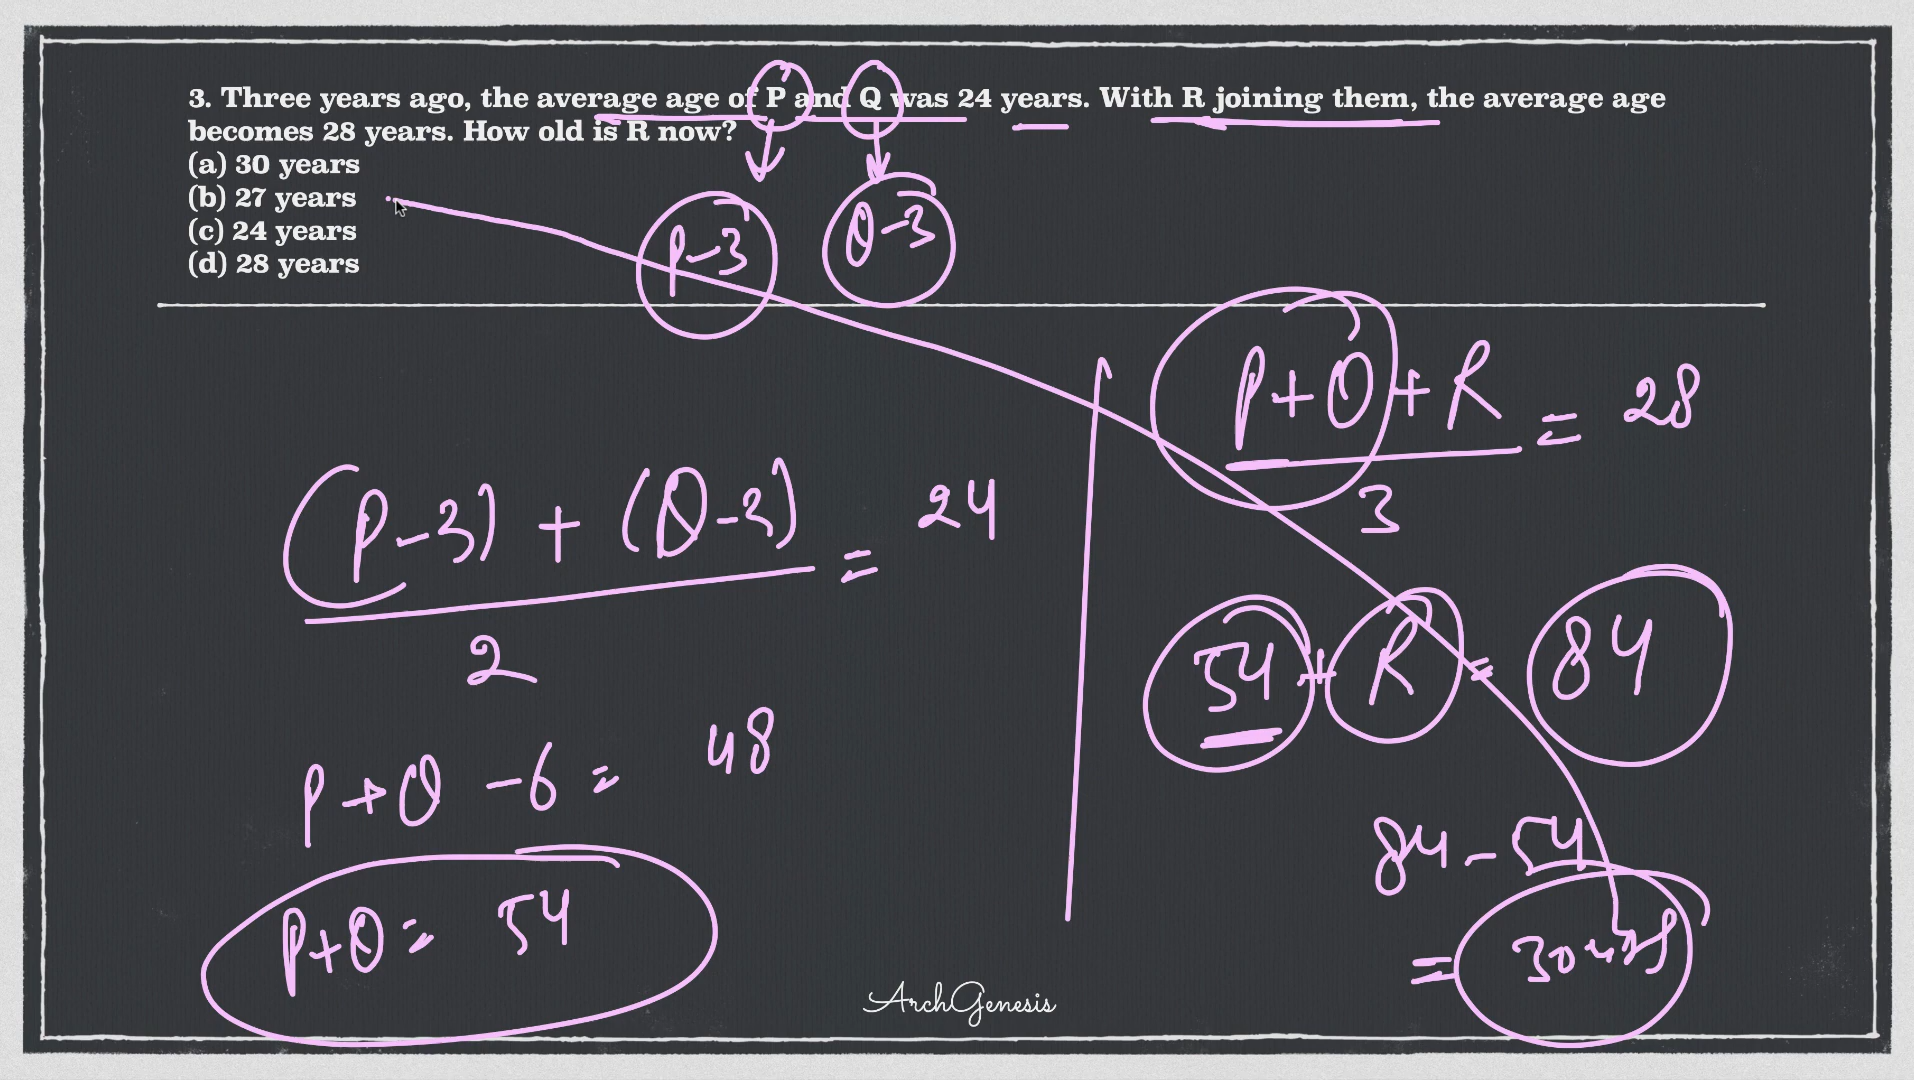 3. Three years ago, the average age of P and Q was 24 years. With R joining them, the average age
becomes 28 years. How old is R now?
(a) 30 years
(b) 27 years
(c) 24 years
(d) 28 years
P-3
Q-3
(P-3) + (Q-3) = 24
2
P+Q-6 = 48
P+Q = 54
P+Q+R = 28
3
54+R = 84
84-54
= 30 yrs
ArchGenesis